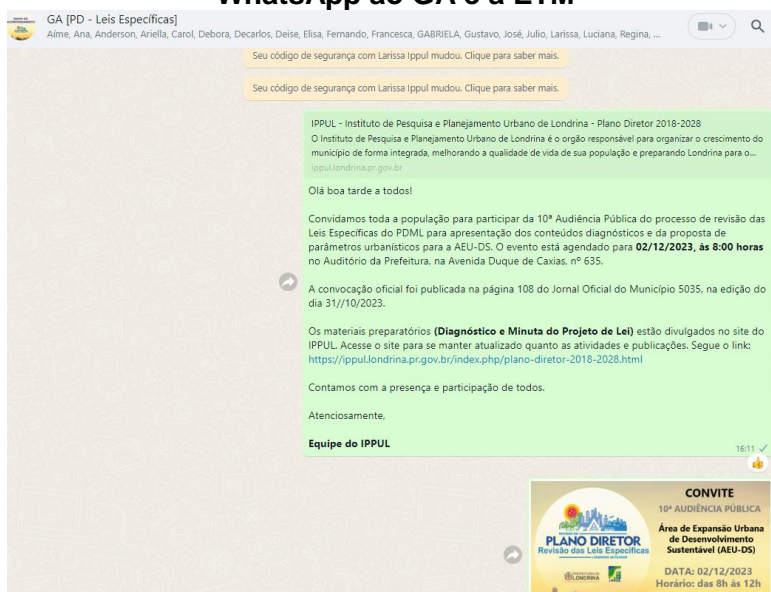 WhatsApp ao GA e à ETM
GA [PD - Leis Específicas]
Aíme, Ana, Anderson, Ariella, Carol, Debora, Decarlos, Deise, Elisa, Fernando, Francesca, GABRIELA, Gustavo, José, Julio, Larissa, Luciana, Regina, ...
Seu código de segurança com Larissa Ippul mudou. Clique para saber mais.
Seu código de segurança com Larissa Ippul mudou. Clique para saber mais.
IPPUL - Instituto de Pesquisa e Planejamento Urbano de Londrina - Plano Diretor 2018-2028
O Instituto de Pesquisa e Planejamento Urbano de Londrina é o orgão responsável para organizar o crescimento do
município de forma integrada, melhorando a qualidade de vida de sua população e preparando Londrina para o...
ippul.londrina.pr.gov.br
Olá boa tarde a todos!
Convidamos toda a população para participar da 10ª Audiência Pública do processo de revisão das
Leis Específicas do PDML para apresentação dos conteúdos diagnósticos e da proposta de
parâmetros urbanísticos para a AEU-DS. O evento está agendado para 02/12/2023, às 8:00 horas
no Auditório da Prefeitura, na Avenida Duque de Caxias, nº 635.
A convocação oficial foi publicada na página 108 do Jornal Oficial do Município 5035, na edição do
dia 31//10/2023.
Os materiais preparatórios (Diagnóstico e Minuta do Projeto de Lei) estão divulgados no site do
IPPUL. Acesse o site para se manter atualizado quanto as atividades e publicações. Segue o link:
https://ippul.londrina.pr.gov.br/index.php/plano-diretor-2018-2028.html
Contamos com a presença e participação de todos.
Atenciosamente,
Equipe do IPPUL
16:11
CONVITE
10ª AUDIÊNCIA PÚBLICA
Área de Expansão Urbana
de Desenvolvimento
Sustentável (AEU-DS)
PLANO DIRETOR
Revisão das Leis Específicas
LONDRINA
DATA: 02/12/2023
Horário: das 8h às 12h